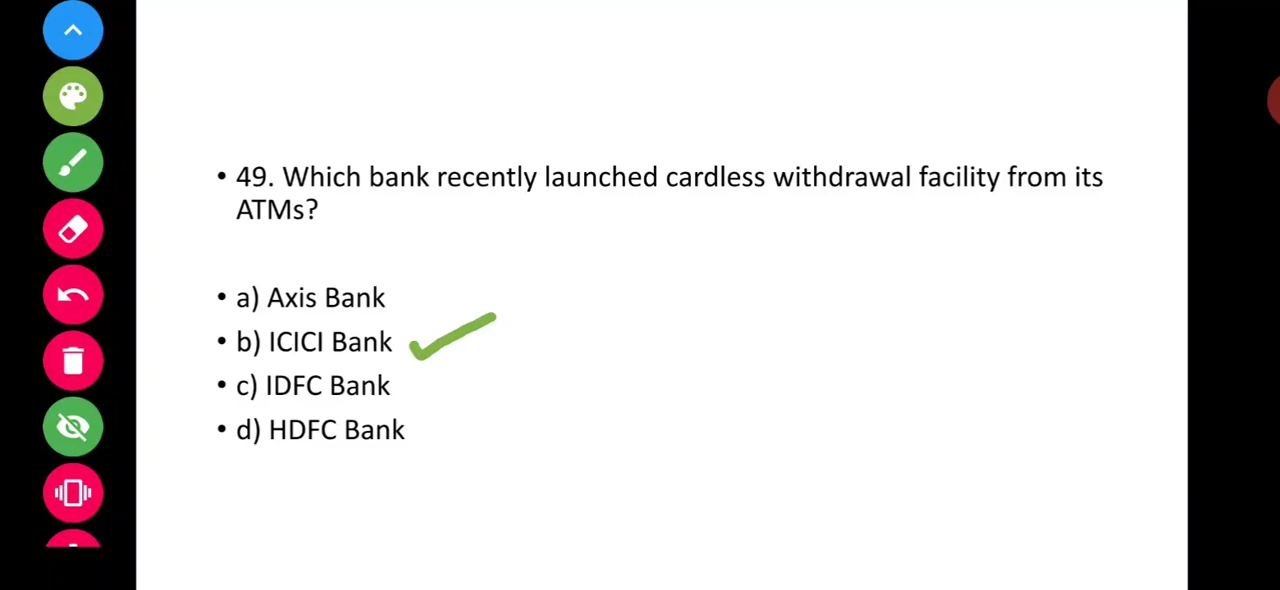 • 49. Which bank recently launched cardless withdrawal facility from its
ATMs?
• a) Axis Bank
• b) ICICI Bank
• c) IDFC Bank
• d) HDFC Bank